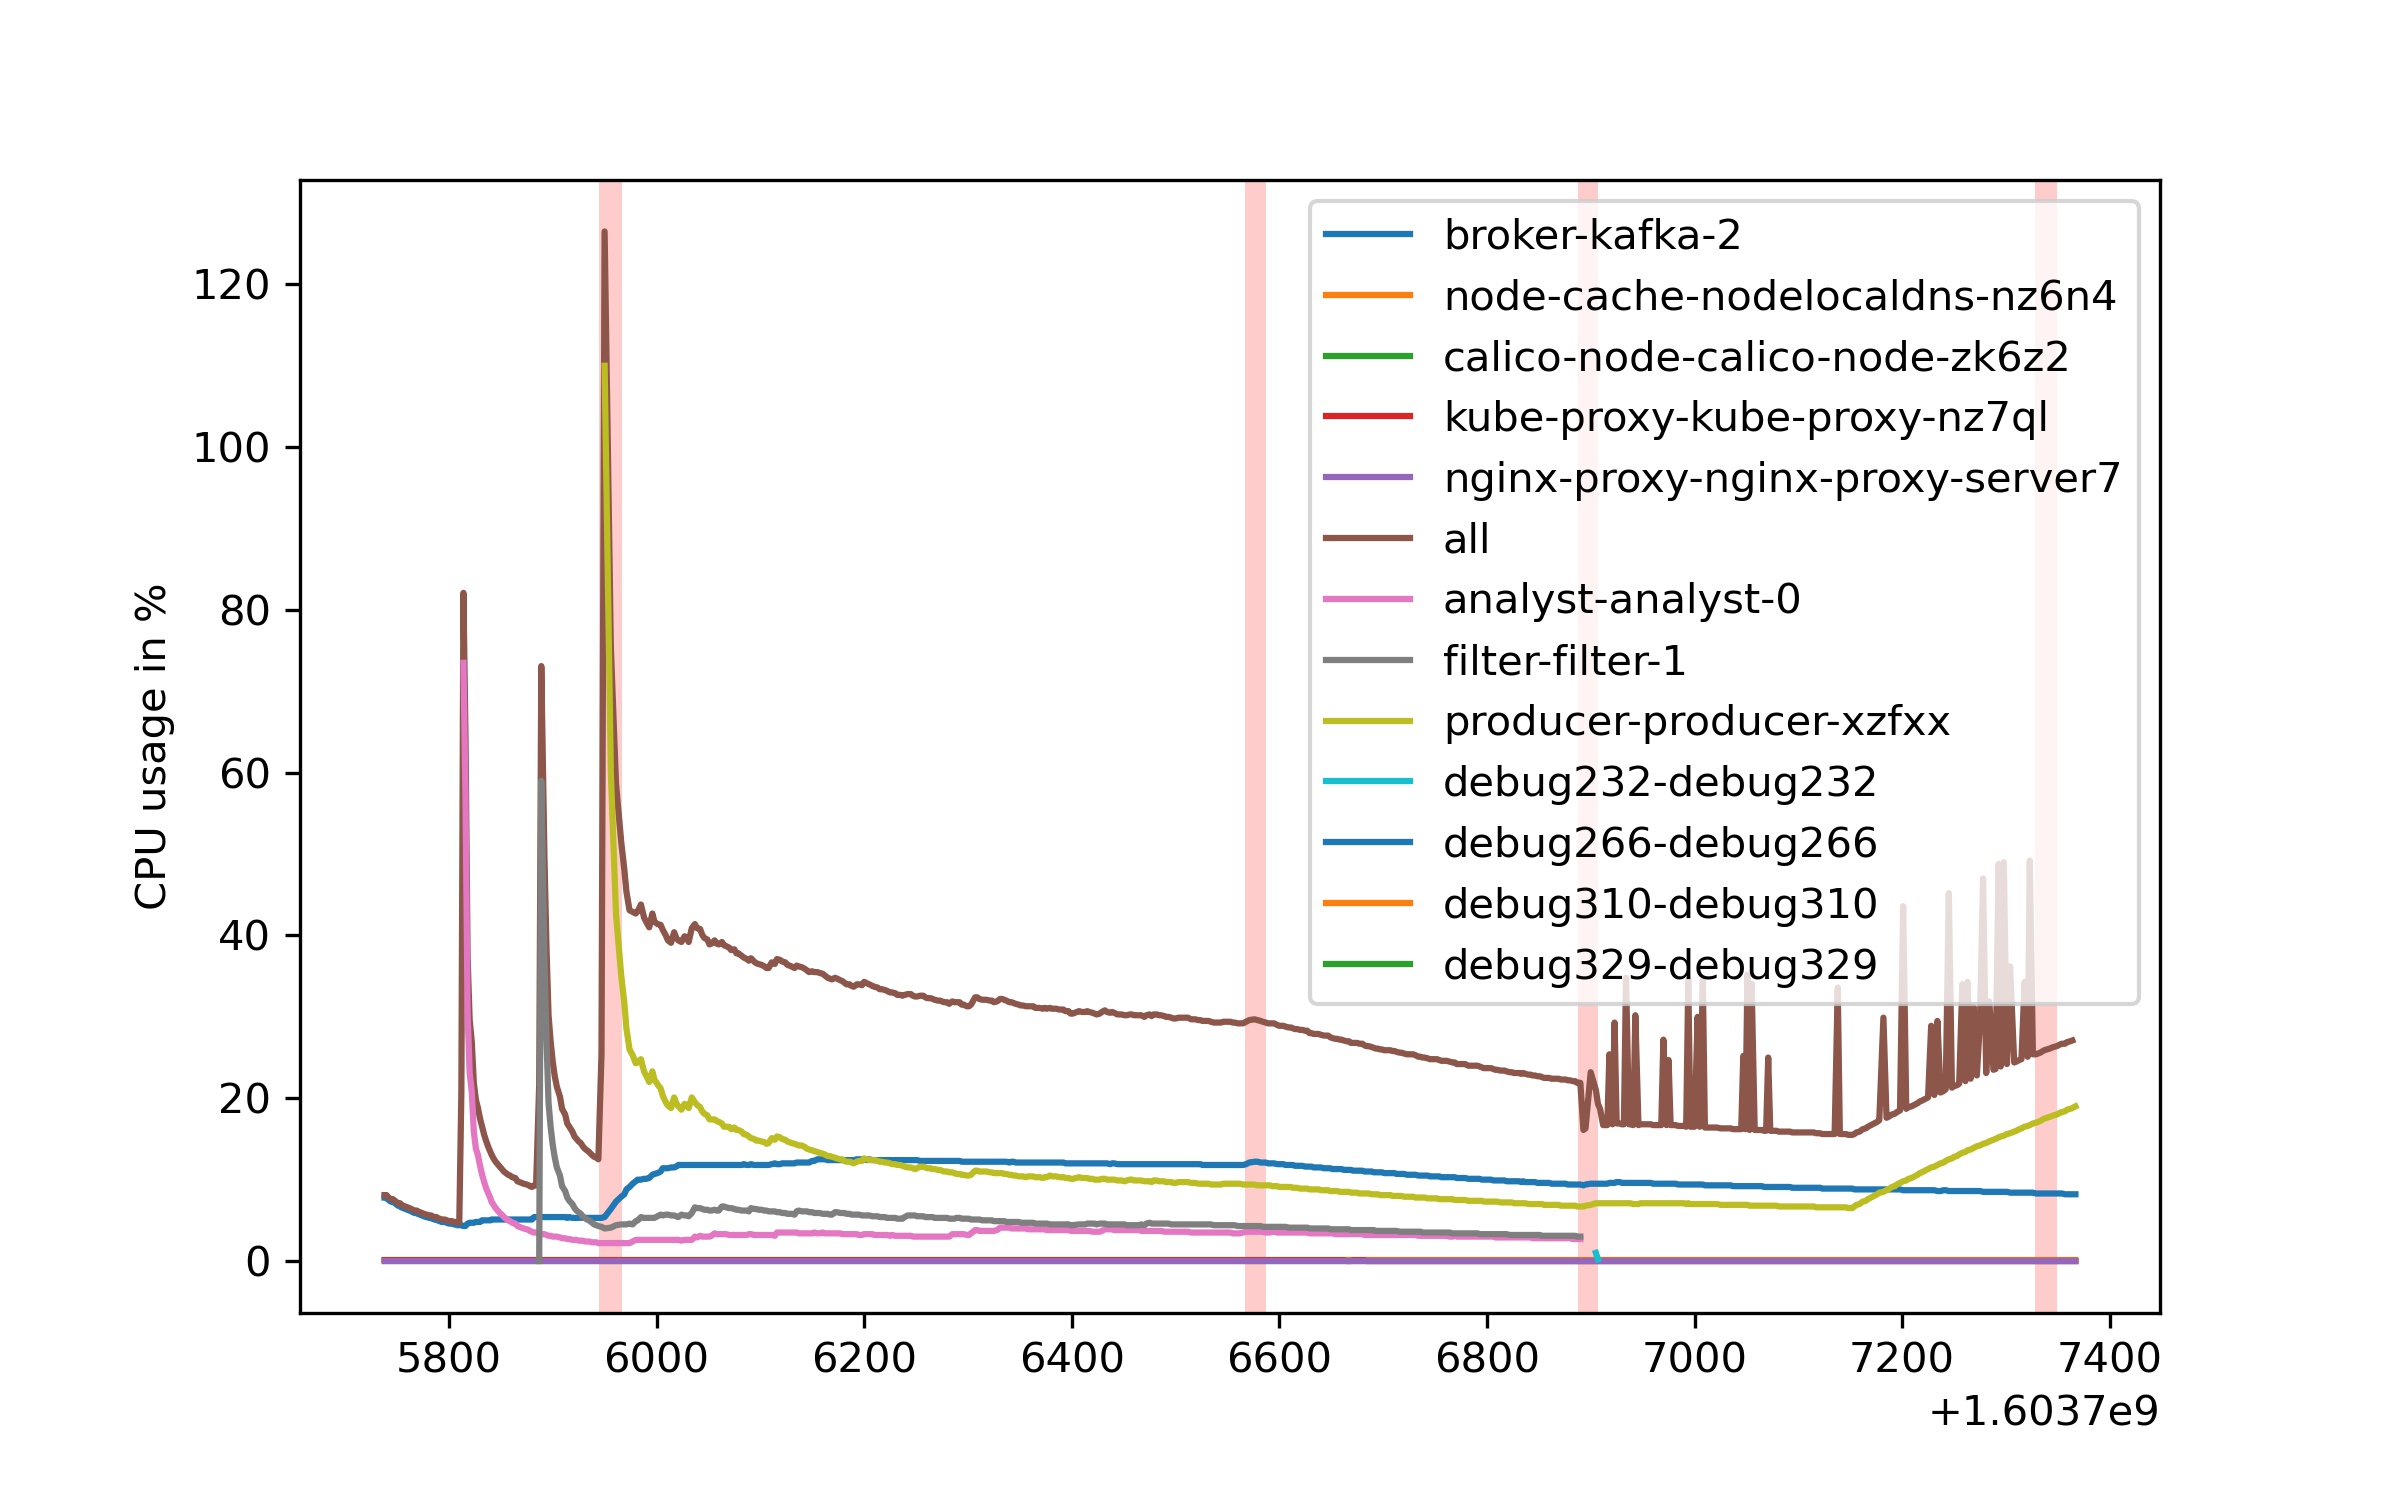 CPU usage in %
120
100
80
60
40
20
0
broker-kafka-2
node-cache-nodelocaldns-nz6n4
calico-node-calico-node-zk6z2
kube-proxy-kube-proxy-nz7ql
nginx-proxy-nginx-proxy-server7
all
analyst-analyst-0
filter-filter-1
producer-producer-xzfxx
debug232-debug232
debug266-debug266
debug310-debug310
debug329-debug329
5800 6000 6200 6400 6600 6800 7000 7200 7400
+1.6037e9